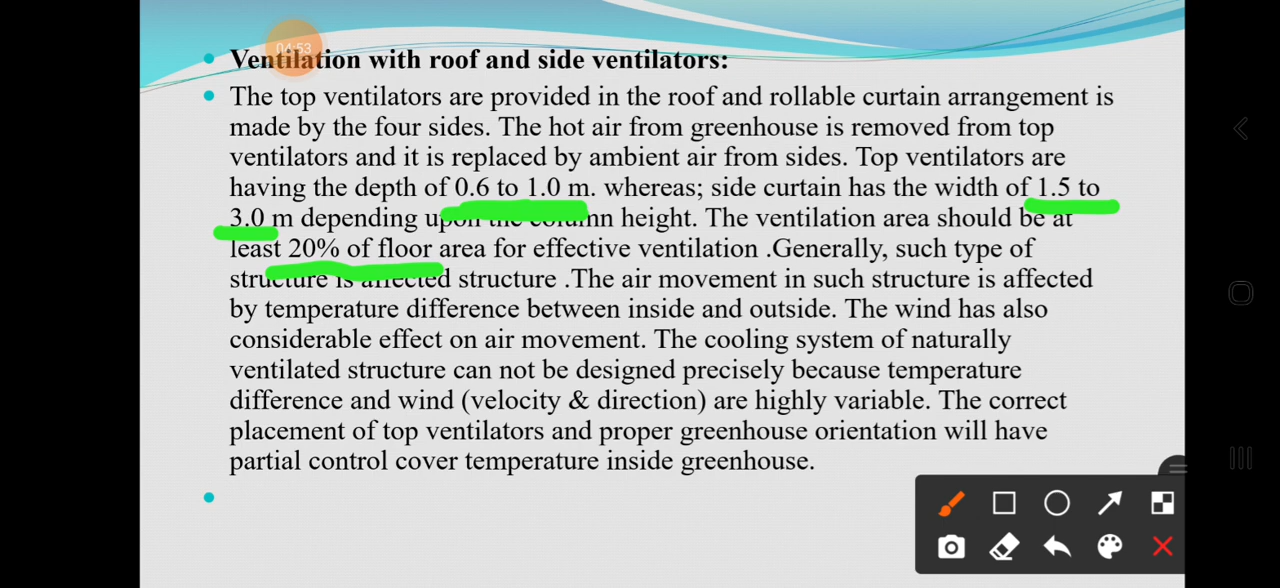 04:53
Ventilation with roof and side ventilators:
The top ventilators are provided in the roof and rollable curtain arrangement is
made by the four sides. The hot air from greenhouse is removed from top
ventilators and it is replaced by ambient air from sides. Top ventilators are
having the depth of 0.6 to 1.0 m. whereas; side curtain has the width of 1.5 to
3.0 m depending upon the column height. The ventilation area should be at
least 20% of floor area for effective ventilation .Generally, such type of
structure is affected structure .The air movement in such structure is affected
by temperature difference between inside and outside. The wind has also
considerable effect on air movement. The cooling system of naturally
ventilated structure can not be designed precisely because temperature
difference and wind (velocity & direction) are highly variable. The correct
placement of top ventilators and proper greenhouse orientation will have
partial control cover temperature inside greenhouse.